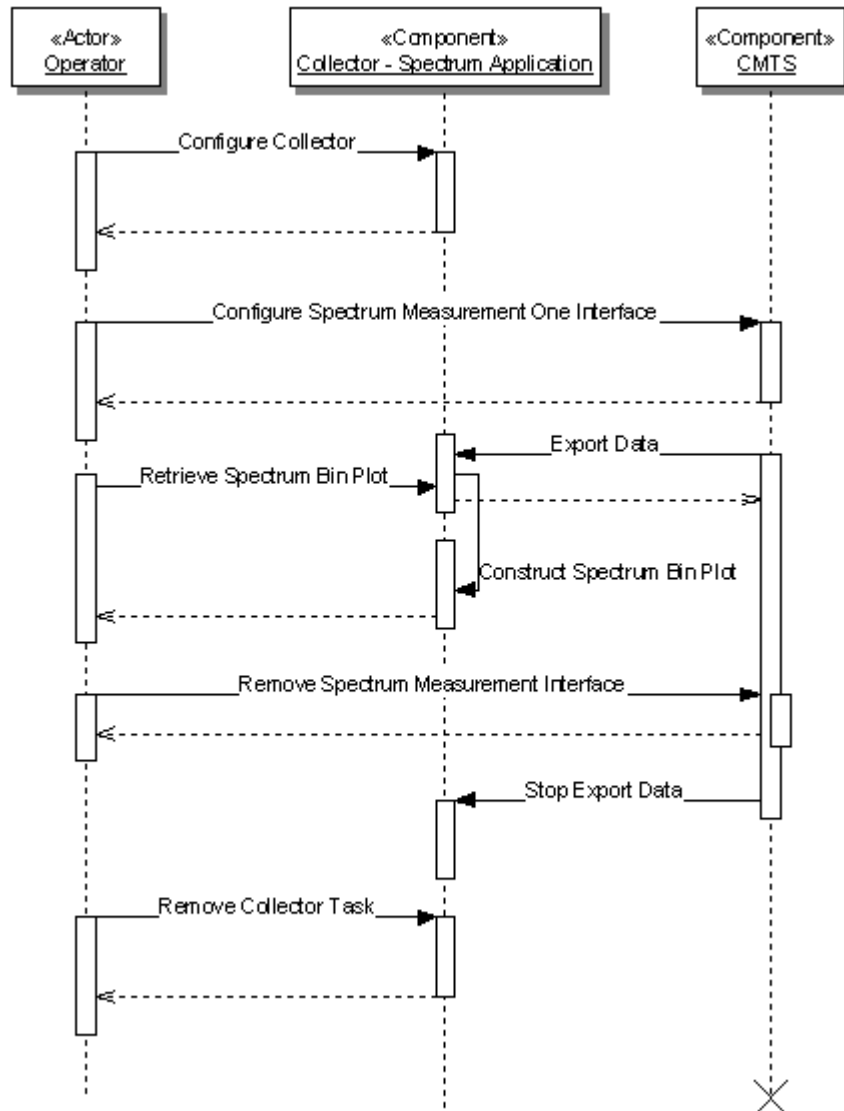 «Actor»
Operator
«Component»
Collector - Spectrum Application
«Component»
CMTS
Configure Collector
Configure Spectrum Measurement One Interface
Export Data
Retrieve Spectrum Bin Plot
Construct Spectrum Bin Plot
Remove Spectrum Measurement Interface
Stop Export Data
Remove Collector Task